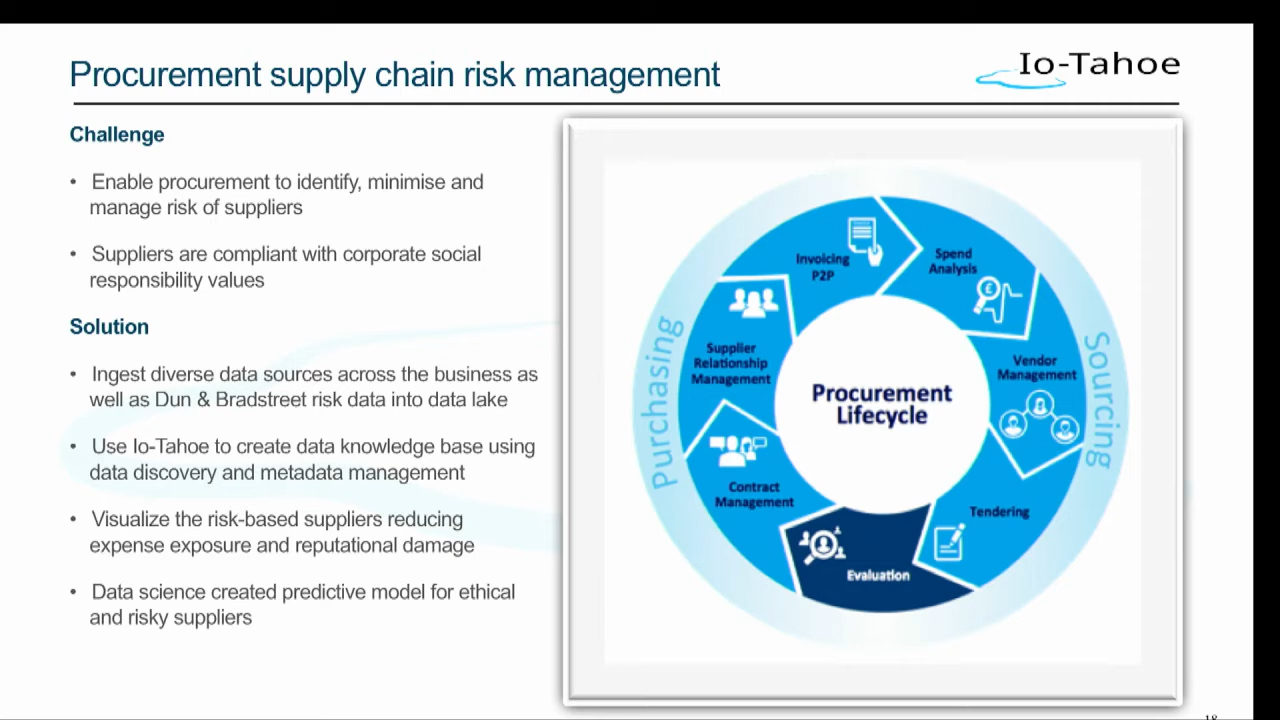 Procurement supply chain risk management
Io-Tahoe
Challenge
• Enable procurement to identify, minimise and
manage risk of suppliers
• Suppliers are compliant with corporate social
responsibility values
Solution
• Ingest diverse data sources across the business as
well as Dun & Bradstreet risk data into data lake
• Use Io-Tahoe to create data knowledge base using
data discovery and metadata management
• Visualize the risk-based suppliers reducing
expense exposure and reputational damage
• Data science created predictive model for ethical
and risky suppliers
Procurement
Lifecycle
Purchasing
Sourcing
Spend
Analysis
£
Vendor
Management
Tendering
Evaluation
Contract
Management
Supplier
Relationship
Management
Invoicing
P2P
18